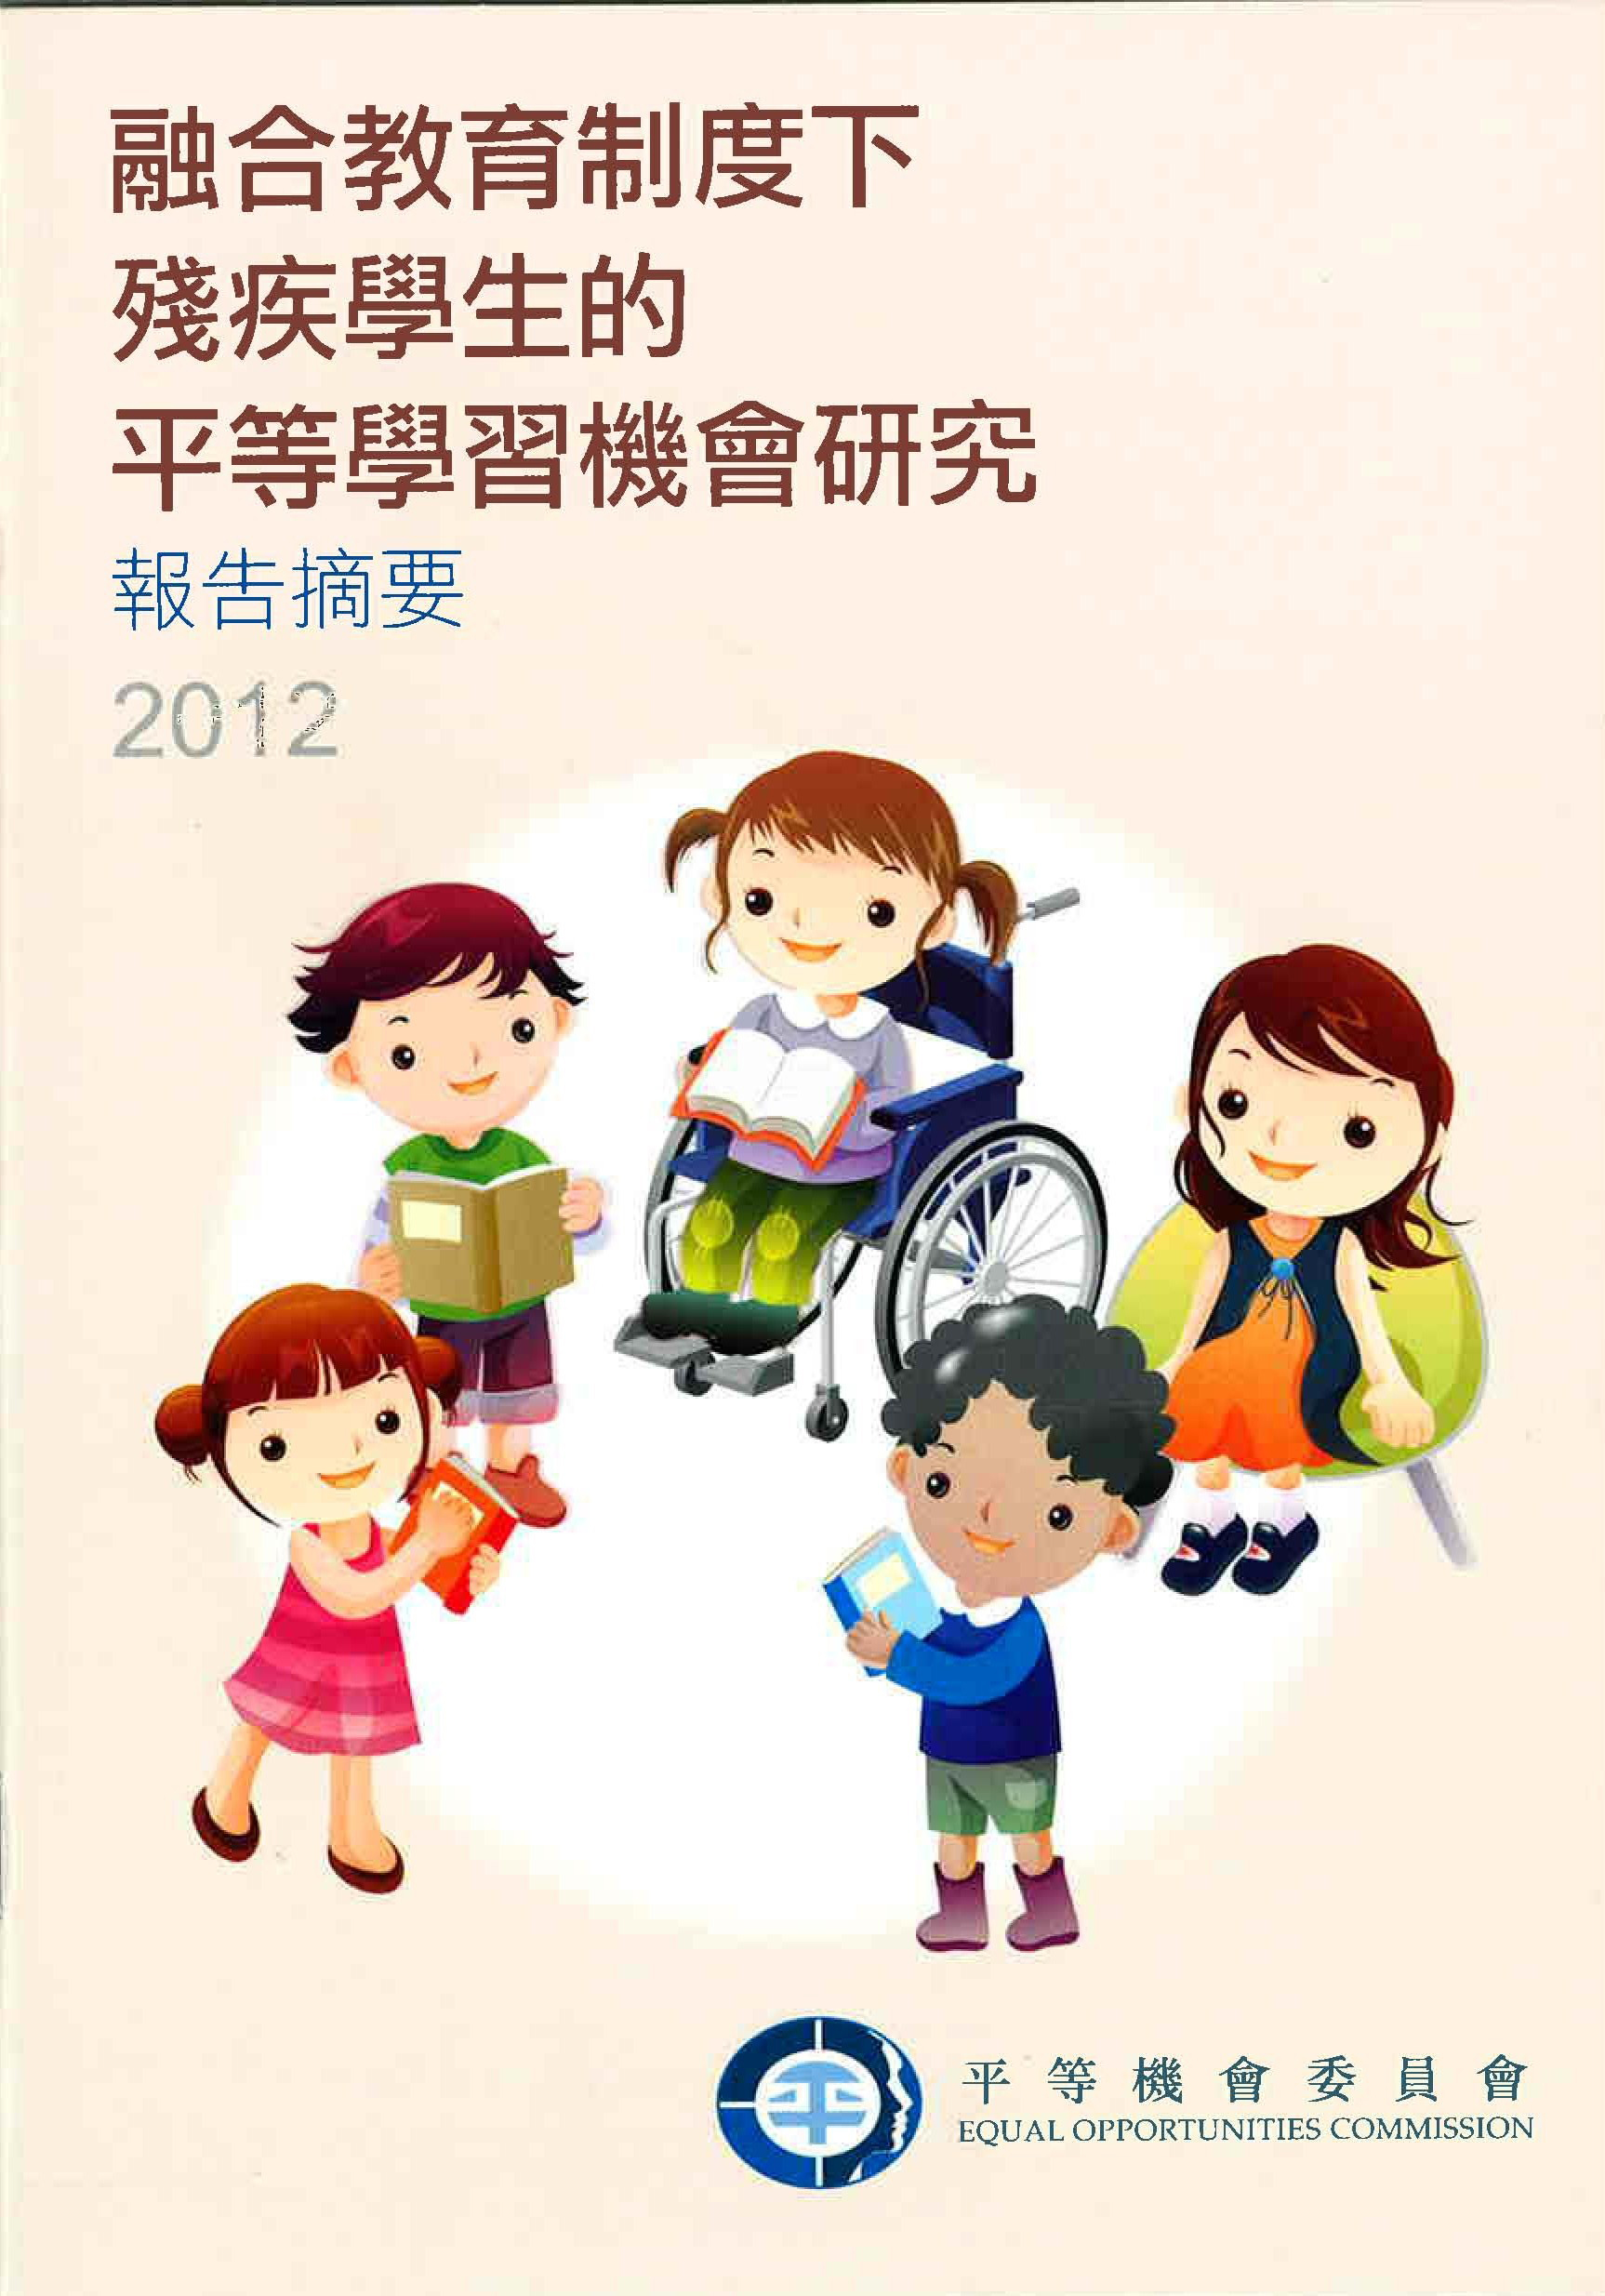 融合教育制度下
殘疾學生的
平等學習機會研究
報告摘要
2012
平等機會委員會
EQUAL OPPORTUNITIES COMMISSION